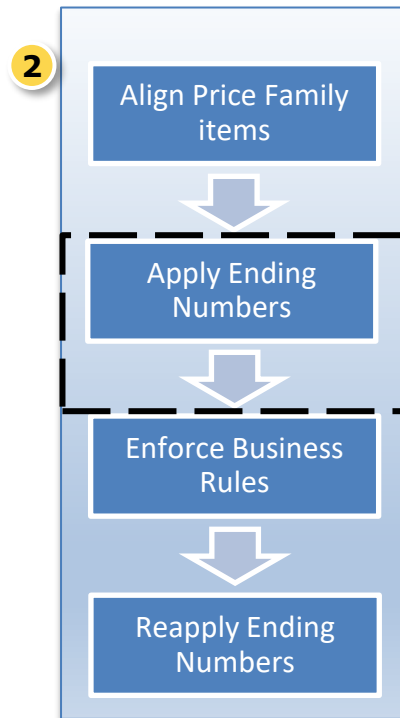 2
Align Price Family
items
Apply Ending
Numbers
Enforce Business
Rules
Reapply Ending
Numbers